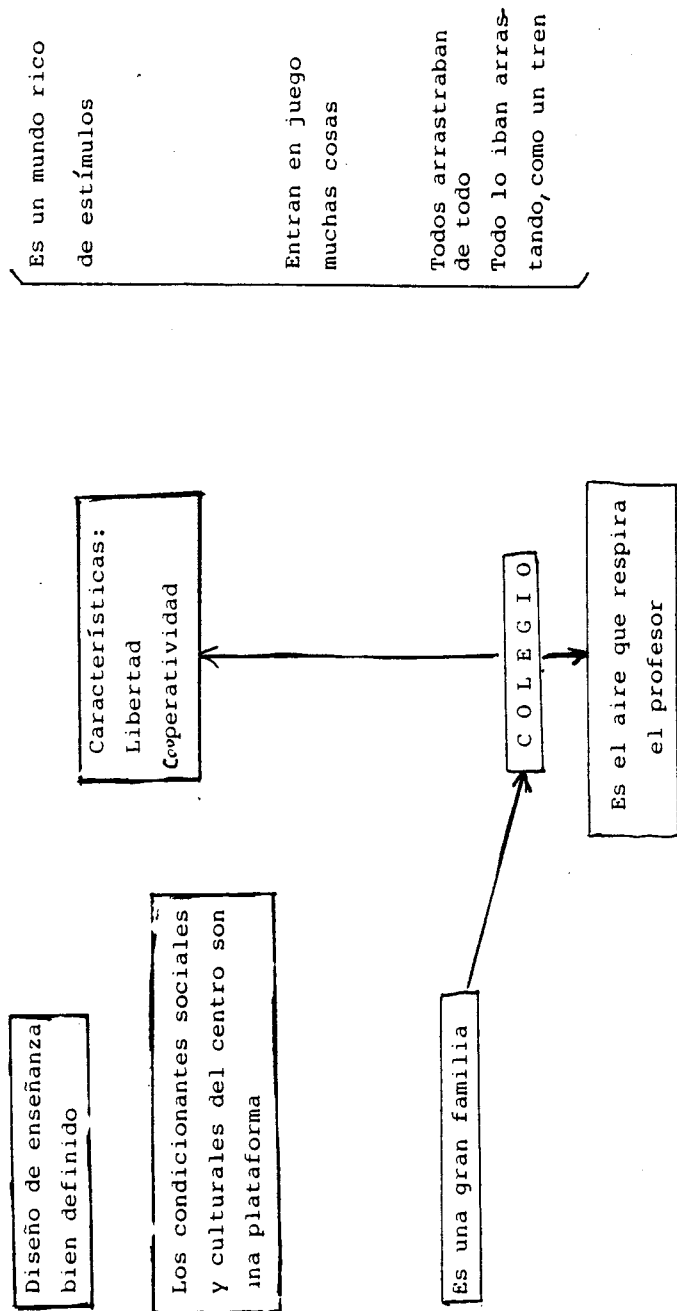 Diseño de enseñanza
bien definido
Los condicionantes sociales
y culturales del centro son
una plataforma
Es una gran familia
Características:
Libertad
Cooperatividad
COLEGIO
Es el aire que respira
el profesor
Es un mundo rico
de estímulos
Entran en juego
muchas cosas
Todos arrastraban
de todo
Todo lo iban arras-
tando, como un tren